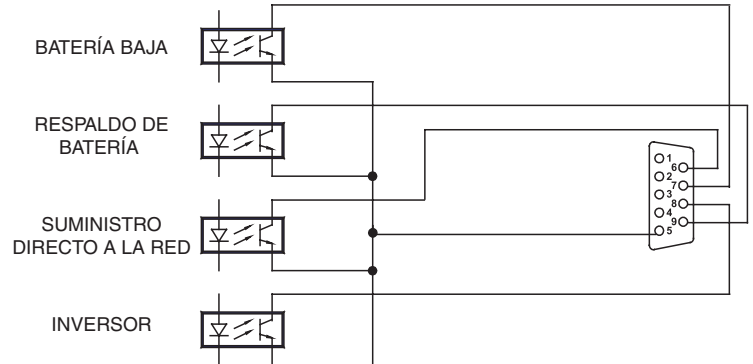 BATERÍA BAJA
RESPALDO DE
BATERÍA
SUMINISTRO
DIRECTO A LA RED
INVERSOR
1
6
2
7
3
8
4
9
5